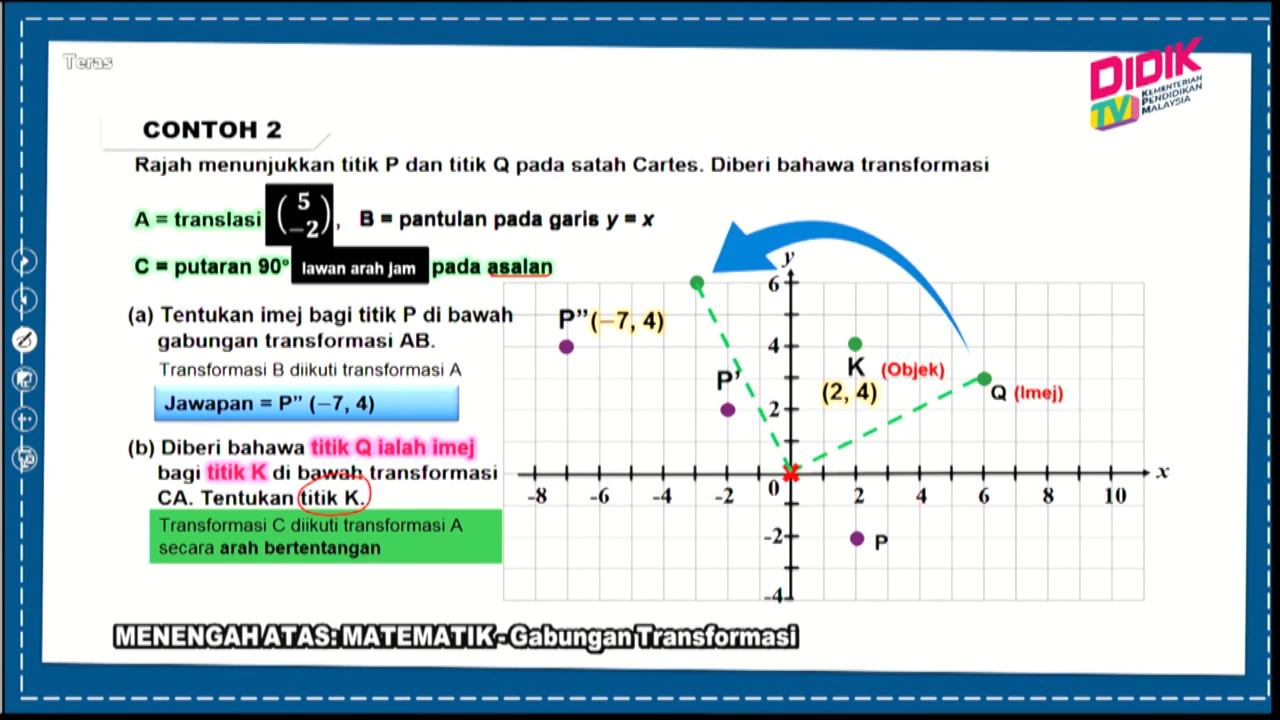 Teras
DIDIK
TV
KEMENTERIAN
PENDIDIKAN
MALAYSIA
CONTOH 2
Rajah menunjukkan titik P dan titik Q pada satah Cartes. Diberi bahawa transformasi
A = translasi (5 −2), B = pantulan pada garis y = x
C = putaran 90° lawan arah jam pada asalan
(a) Tentukan imej bagi titik P di bawah
gabungan transformasi AB.
Transformasi B diikuti transformasi A
Jawapan = P” (−7, 4)
(b) Diberi bahawa titik Q ialah imej
bagi titik K di bawah transformasi
CA. Tentukan titik K.
Transformasi C diikuti transformasi A
secara arah bertentangan
y
6
P” (−7, 4)
4
K (Objek)
(2, 4)
P’
Q (Imej)
2
x
-8 -6 -4 -2 0 2 4 6 8 10
-2
P
-4
MENENGAH ATAS: MATEMATIK - Gabungan Transformasi